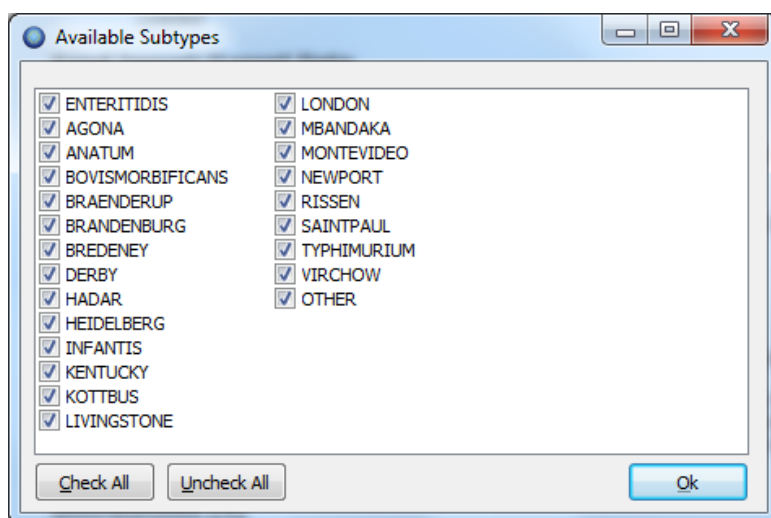 Available Subtypes
ENTERITIDIS
AGONA
ANATUM
BOVISMORBIFICANS
BRAENDERUP
BRANDENBURG
BREDENEY
DERBY
HADAR
HEIDELBERG
INFANTIS
KENTUCKY
KOTTBUS
LIVINGSTONE
LONDON
MBANDAKA
MONTEVIDEO
NEWPORT
RISSEN
SAINTPAUL
TYPHIMURIUM
VIRCHOW
OTHER
Check All
Uncheck All
Ok